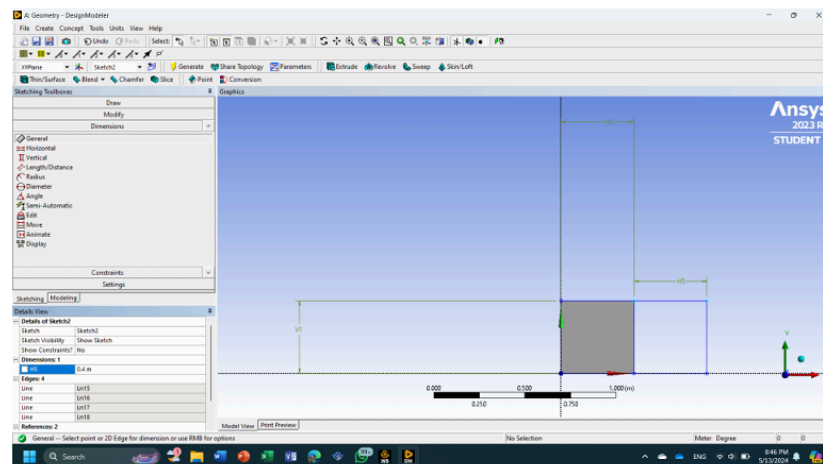 A: Geometry - DesignModeler
File Create Concept Tools Units View Help
Undo Redo Select:
XYPlane Sketch2 Generate Share Topology Parameters Extrude Revolve Sweep Skin/Loft
Thin/Surface Blend Chamfer Slice Point Conversion
Sketching Toolboxes
Draw
Modify
Dimensions
General
Horizontal
Vertical
Length/Distance
Radius
Diameter
Angle
Semi-Automatic
Edit
Move
Animate
Display
Constraints
Settings
Sketching Modeling
Details View
Details of Sketch2
Sketch Sketch2
Sketch Visibility Show Sketch
Show Constraints? No
Dimensions: 1
H5 0.4 m
Edges: 4
Line Ln15
Line Ln16
Line Ln17
Line Ln18
References: 2
Graphics
Ansys
2023 R
STUDENT
H5
V1
Y
0.000 0.500 1.000 (m)
0.250 0.750
Model View Print Preview
General -- Select point or 2D Edge for dimension or use RMB for options
No Selection
Meter Degree 0 0
Search
ENG
8:46 PM
5/13/2024